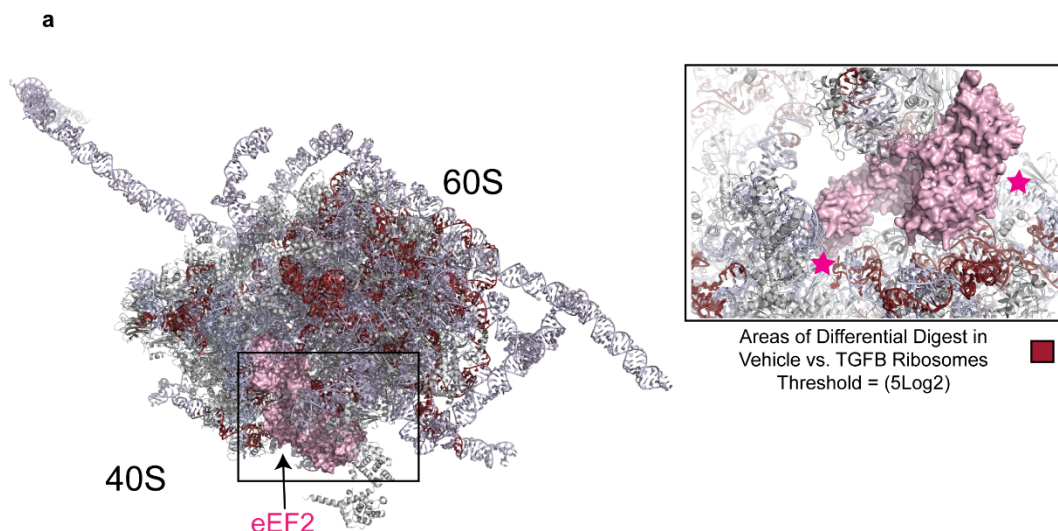 a
60S
40S
eEF2
Areas of Differential Digest in
Vehicle vs. TGFB Ribosomes
Threshold = (5Log2)